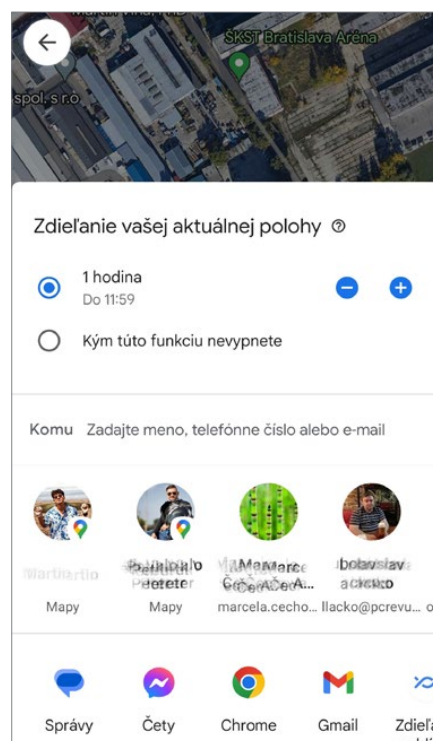 ŠKST Bratislava Aréna
spol. s r.o.
Zdieľanie vašej aktuálnej polohy
1 hodina
Do 11:59
Kým túto funkciu nevypnete
Komu Zadajte meno, telefónne číslo alebo e-mail
Mapy Mapy marcela.cecho... llacko@pcrevu...
Správy Čety Chrome Gmail